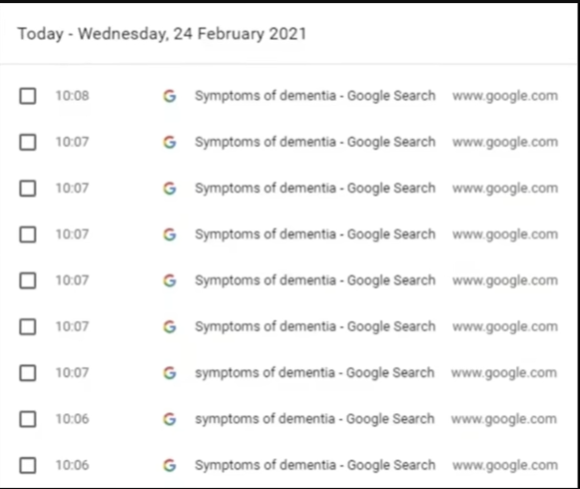 Today - Wednesday, 24 February 2021
10:08 Symptoms of dementia - Google Search www.google.com
10:07 Symptoms of dementia - Google Search www.google.com
10:07 Symptoms of dementia - Google Search www.google.com
10:07 Symptoms of dementia - Google Search www.google.com
10:07 Symptoms of dementia - Google Search www.google.com
10:07 Symptoms of dementia - Google Search www.google.com
10:07 symptoms of dementia - Google Search www.google.com
10:06 symptoms of dementia - Google Search www.google.com
10:06 Symptoms of dementia - Google Search www.google.com